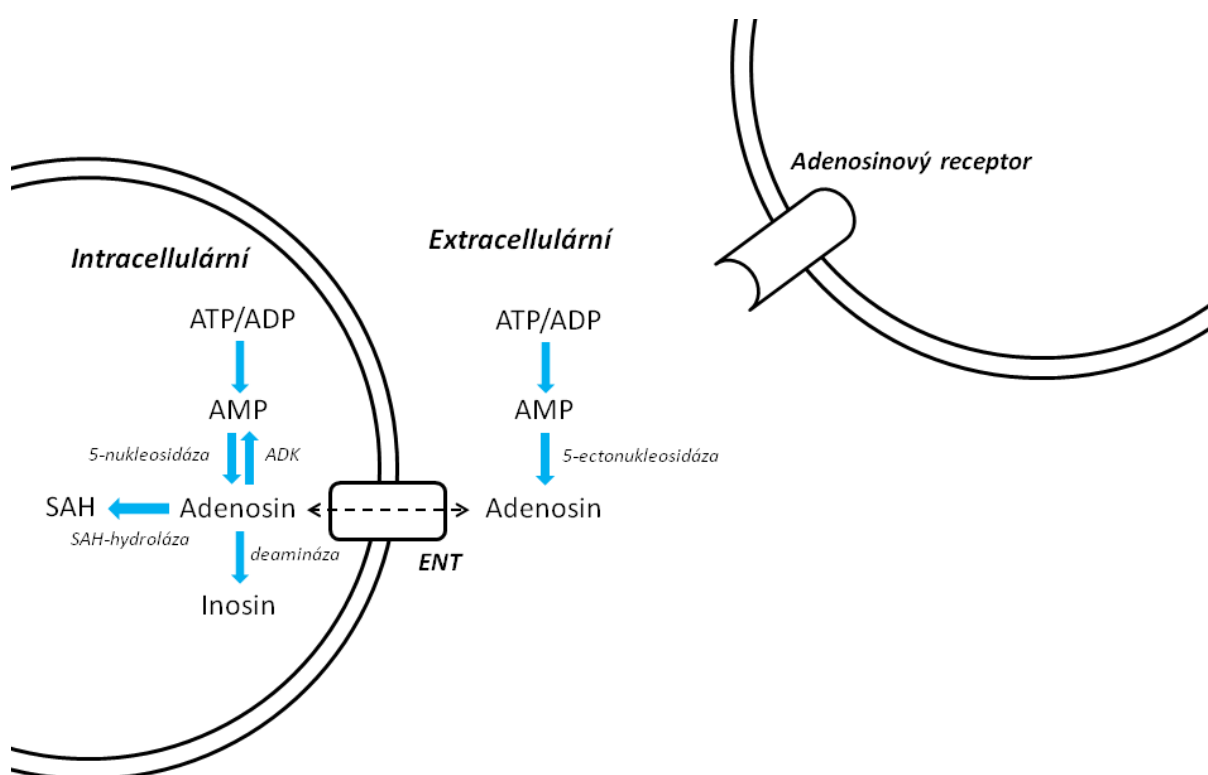 Adenosinový receptor
Intracellulární
Extracellulární
ATP/ADP
AMP
5-nukleosidáza
ADK
SAH
Adenosin
SAH-hydroláza
deamináza
Inosin
ATP/ADP
AMP
5-ectonukleosidáza
Adenosin
ENT